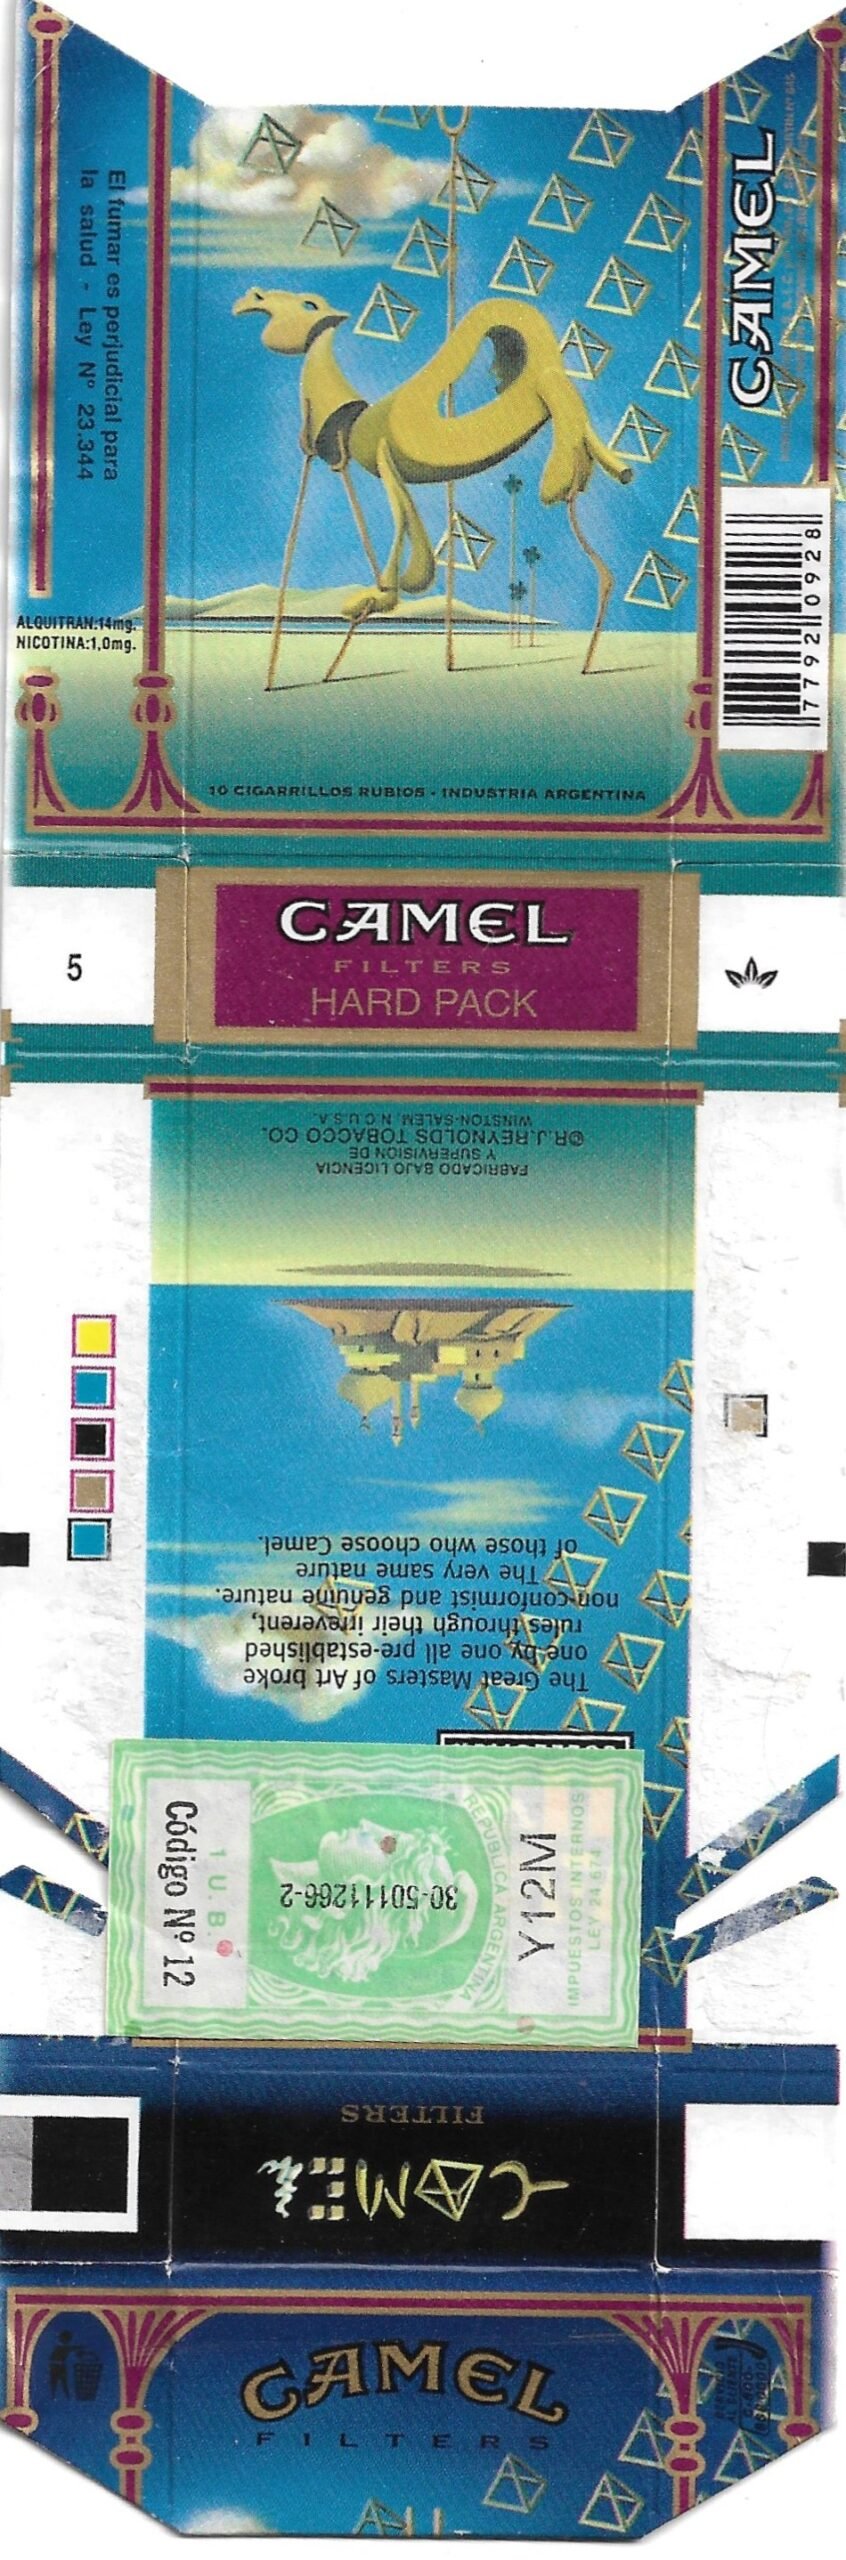 El fumar es perjudicial para
la salud - Ley Nº 23.344
ALQUITRAN:14mg.
NICOTINA:1,0mg.
CAMEL
7792100928
10 CIGARRILLOS RUBIOS - INDUSTRIA ARGENTINA
5
CAMEL
FILTERS
HARD PACK
FABRICADO BAJO LICENCIA
Y SUPERVISION DE
©R.J.REYNOLDS TOBACCO CO.
WINSTON-SALEM, N.C.U.S.A.
The Great Masters of Art broke
one by one all pre-established
rules through their irreverent,
non-conformist and genuine nature.
The very same nature
of those who choose Camel.
Código Nº 12
1 U. B.
30-50111266-2
REPUBLICA ARGENTINA
Y12M
IMPUESTOS INTERNOS
LEY 24.674
CAMEL
FILTERS
CAMEL
FILTERS